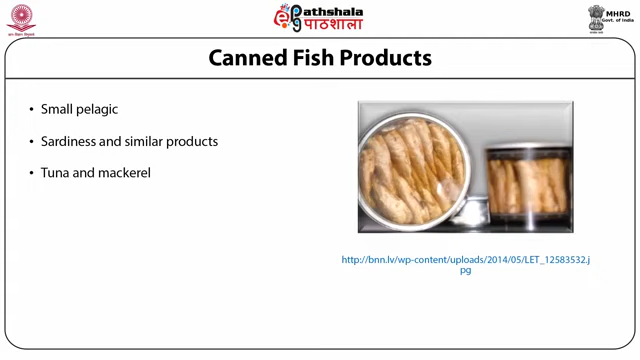 ePathshala
पाठशाला
MHRD
Govt. of India
Canned Fish Products
• Small pelagic
• Sardiness and similar products
• Tuna and mackerel
http://bnn.lv/wp-content/uploads/2014/05/LET_12583532.j
pg